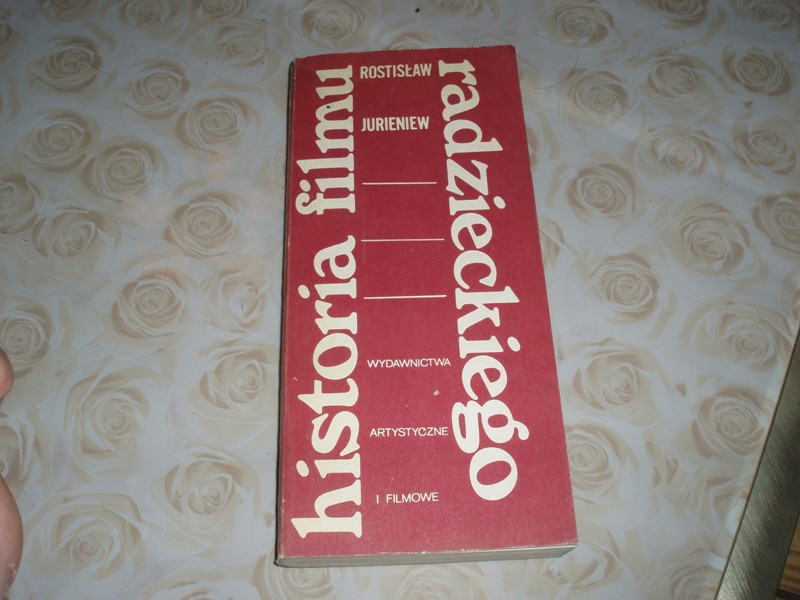 ROSTISŁAW
JURIENIEW
historia filmu
radzieckiego
WYDAWNICTWA
ARTYSTYCZNE
I FILMOWE